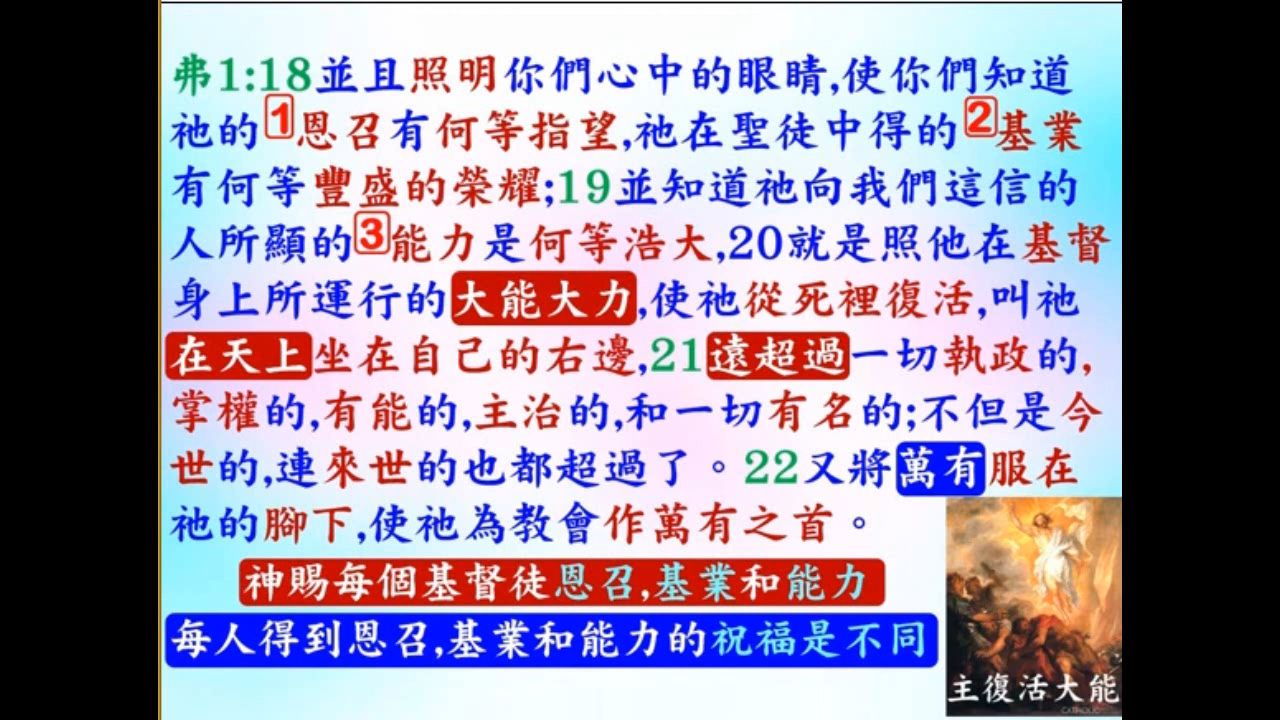 弗1:18並且照明你們心中的眼睛,使你們知道
祂的1恩召有何等指望,祂在聖徒中得的2基業
有何等豐盛的榮耀;19並知道祂向我們這信的
人所顯的3能力是何等浩大,20就是照他在基督
身上所運行的大能大力,使祂從死裡復活,叫祂
在天上坐在自己的右邊,21遠超過一切執政的,
掌權的,有能的,主治的,和一切有名的;不但是今
世的,連來世的也都超過了。22又將萬有服在
祂的腳下,使祂為教會作萬有之首。
神賜每個基督徒恩召,基業和能力
每人得到恩召,基業和能力的祝福是不同
主復活大能